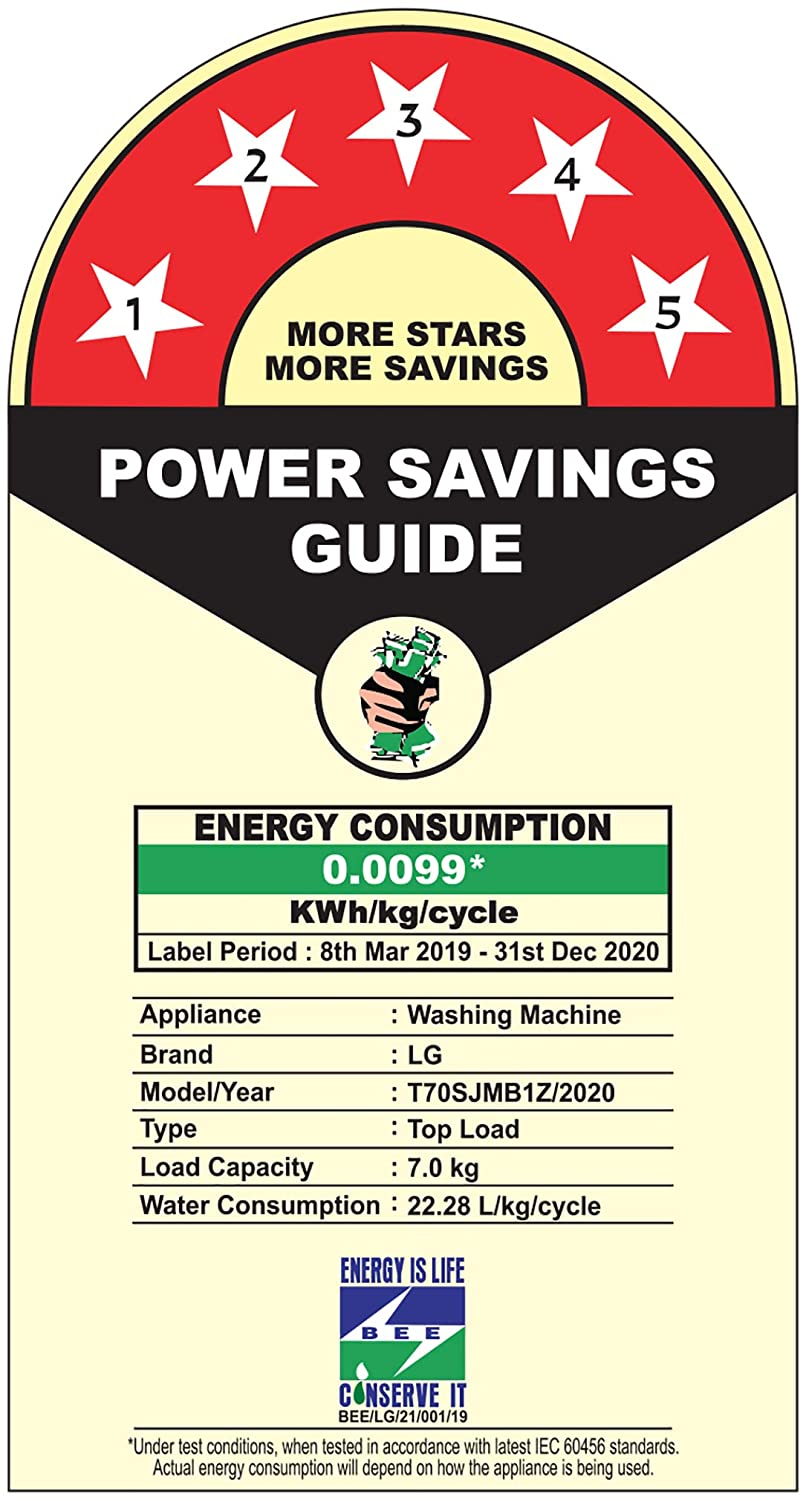 1
2
3
4
5
MORE STARS
MORE SAVINGS
POWER SAVINGS
GUIDE
ENERGY CONSUMPTION
0.0099*
KWh/kg/cycle
Label Period : 8th Mar 2019 - 31st Dec 2020
Appliance : Washing Machine
Brand : LG
Model/Year : T70SJMB1Z/2020
Type : Top Load
Load Capacity : 7.0 kg
Water Consumption : 22.28 L/kg/cycle
ENERGY IS LIFE
BEE
CONSERVE IT
BEE/LG/21/001/19
*Under test conditions, when tested in accordance with latest IEC 60456 standards.
Actual energy consumption will depend on how the appliance is being used.